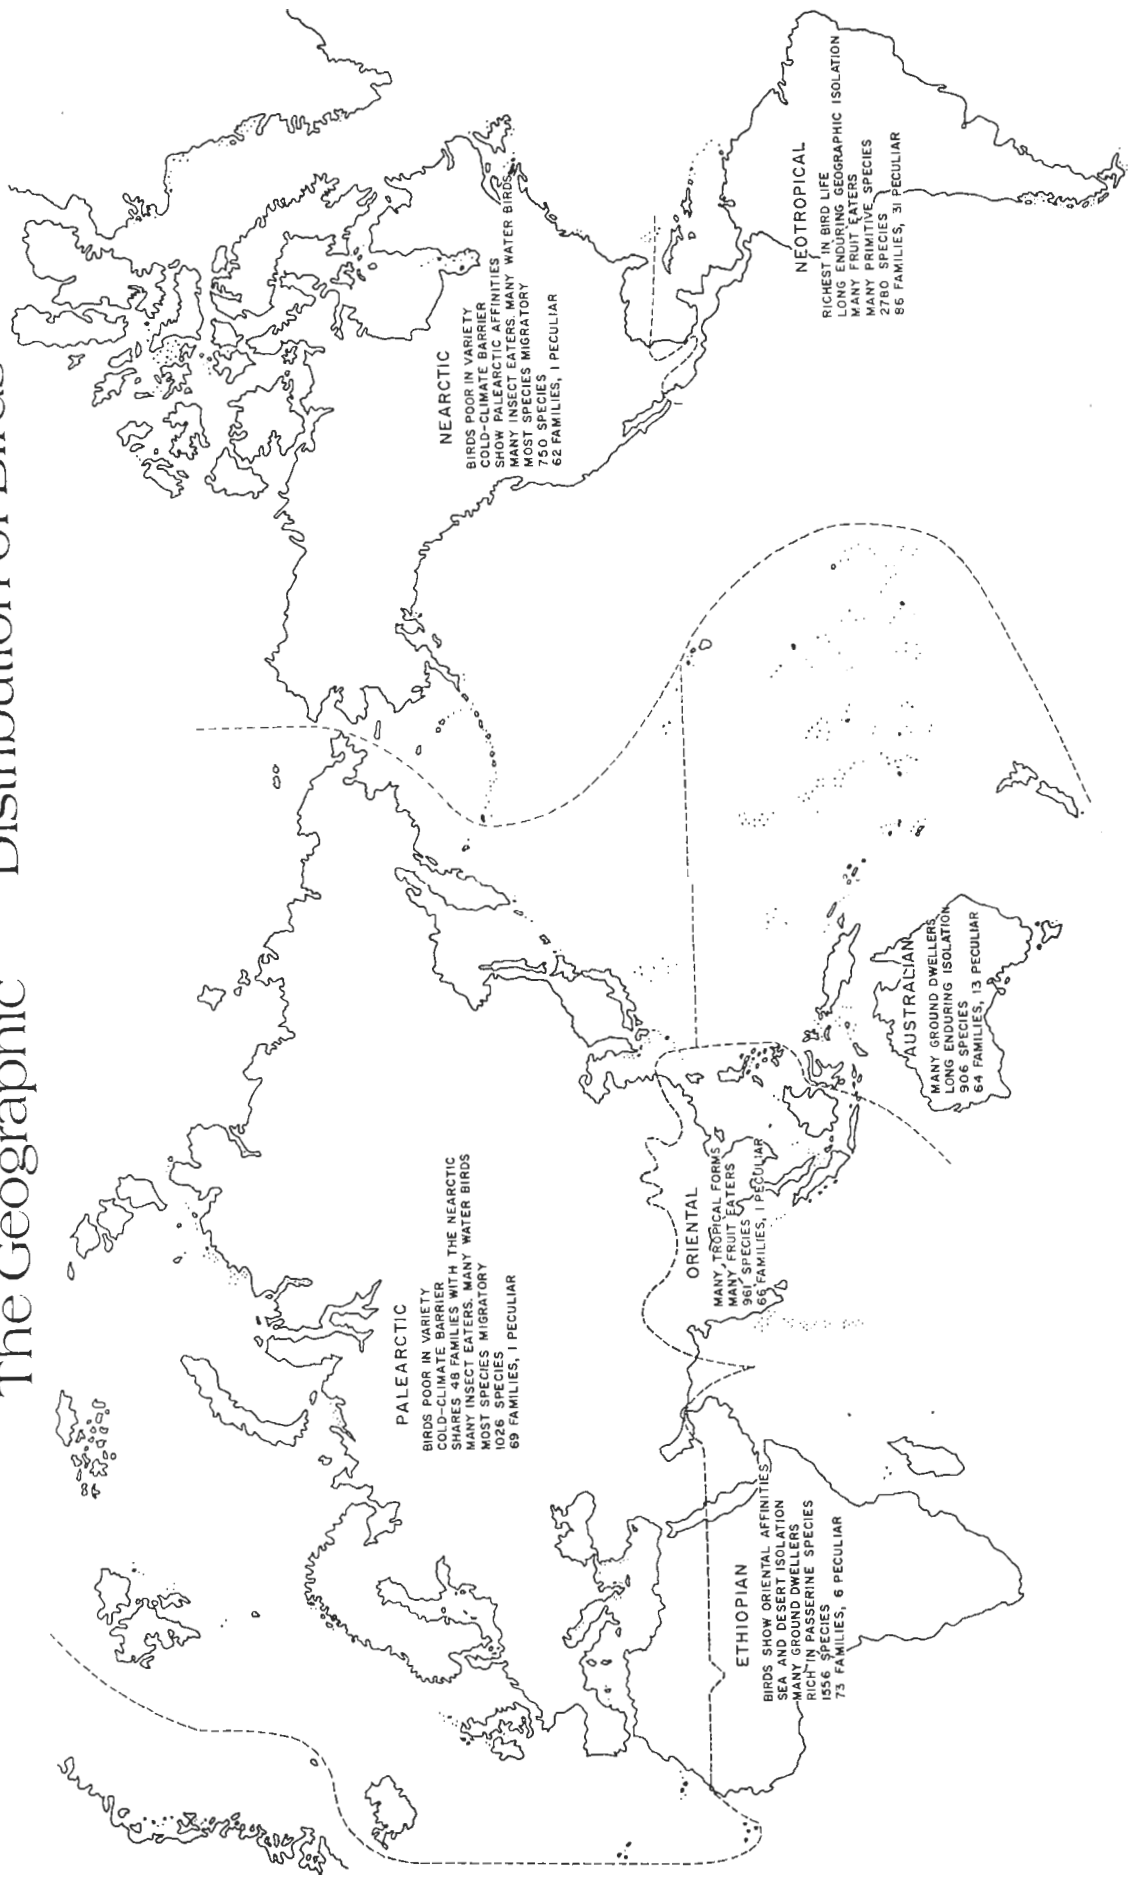 The Geographic Distribution of Birds
PALEARCTIC
BIRDS POOR IN VARIETY
COLD-CLIMATE BARRIER
SHARES 48 FAMILIES WITH THE NEARCTIC
MANY INSECT EATERS. MANY WATER BIRDS
MOST SPECIES MIGRATORY
1026 SPECIES
69 FAMILIES, 1 PECULIAR
NEARCTIC
BIRDS POOR IN VARIETY
COLD-CLIMATE BARRIER
SHOW PALEARCTIC AFFINITIES
MANY INSECT EATERS. MANY WATER BIRDS
MOST SPECIES MIGRATORY
750 SPECIES
62 FAMILIES, 1 PECULIAR
ETHIOPIAN
BIRDS SHOW ORIENTAL AFFINITIES
SEA AND DESERT ISOLATION
MANY GROUND DWELLERS
RICH IN PASSERINE SPECIES
1556 SPECIES
73 FAMILIES, 6 PECULIAR
ORIENTAL
MANY TROPICAL FORMS
MANY FRUIT EATERS
961 SPECIES
66 FAMILIES, 1 PECULIAR
AUSTRALIAN
MANY GROUND DWELLERS
LONG ENDURING ISOLATION
906 SPECIES
64 FAMILIES, 13 PECULIAR
NEOTROPICAL
RICHEST IN BIRD LIFE
LONG ENDURING GEOGRAPHIC ISOLATION
MANY FRUIT EATERS
MANY PRIMITIVE SPECIES
2780 SPECIES
86 FAMILIES, 31 PECULIAR